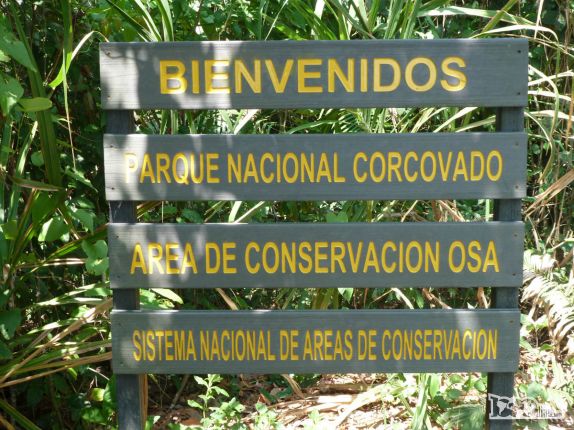 BIENVENIDOS
PARQUE NACIONAL CORCOVADO
AREA DE CONSERVACION OSA
SISTEMA NACIONAL DE AREAS DE CONSERVACION